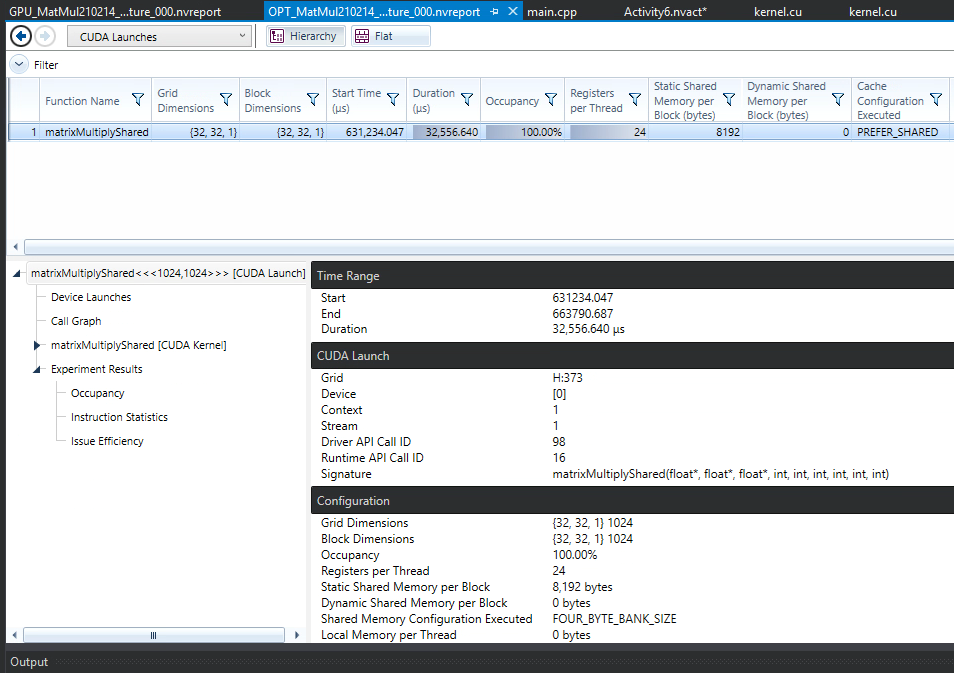 GPU_MatMul210214_...ture_000.nvreport OPT_MatMul210214_...ture_000.nvreport main.cpp Activity6.nvact* kernel.cu kernel.cu
CUDA Launches Hierarchy Flat
Filter
Function Name Grid Dimensions Block Dimensions Start Time (µs) Duration (µs) Occupancy Registers per Thread Static Shared Memory per Block (bytes) Dynamic Shared Memory per Block (bytes) Cache Configuration Executed
1 matrixMultiplyShared {32, 32, 1} {32, 32, 1} 631,234.047 32,556.640 100.00% 24 8192 0 PREFER_SHARED
matrixMultiplyShared<<<1024,1024>>> [CUDA Launch]
Device Launches
Call Graph
matrixMultiplyShared [CUDA Kernel]
Experiment Results
Occupancy
Instruction Statistics
Issue Efficiency
Time Range
Start 631234.047
End 663790.687
Duration 32,556.640 µs
CUDA Launch
Grid H:373
Device [0]
Context 1
Stream 1
Driver API Call ID 98
Runtime API Call ID 16
Signature matrixMultiplyShared(float*, float*, float*, int, int, int, int, int, int)
Configuration
Grid Dimensions {32, 32, 1} 1024
Block Dimensions {32, 32, 1} 1024
Occupancy 100.00%
Registers per Thread 24
Static Shared Memory per Block 8,192 bytes
Dynamic Shared Memory per Block 0 bytes
Shared Memory Configuration Executed FOUR_BYTE_BANK_SIZE
Local Memory per Thread 0 bytes
Output